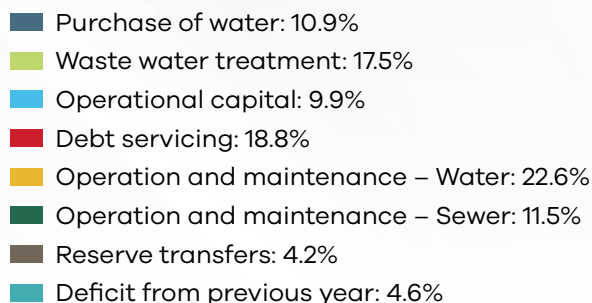 Purchase of water: 10.9%
Waste water treatment: 17.5%
Operational capital: 9.9%
Debt servicing: 18.8%
Operation and maintenance – Water: 22.6%
Operation and maintenance – Sewer: 11.5%
Reserve transfers: 4.2%
Deficit from previous year: 4.6%